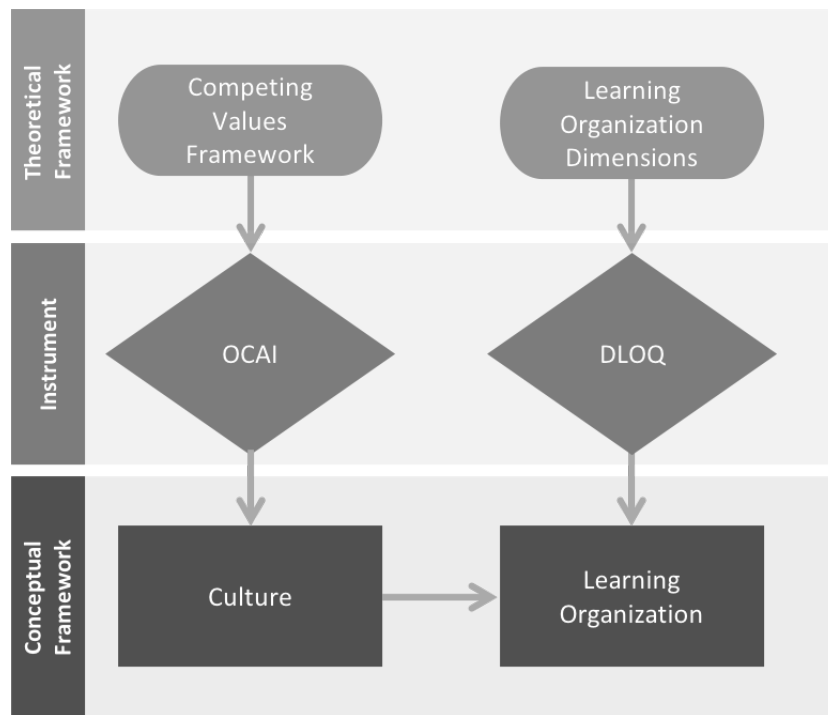 Theoretical
Framework
Competing
Values
Framework
Learning
Organization
Dimensions
Instrument
OCAI
DLOQ
Conceptual
Framework
Culture
Learning
Organization